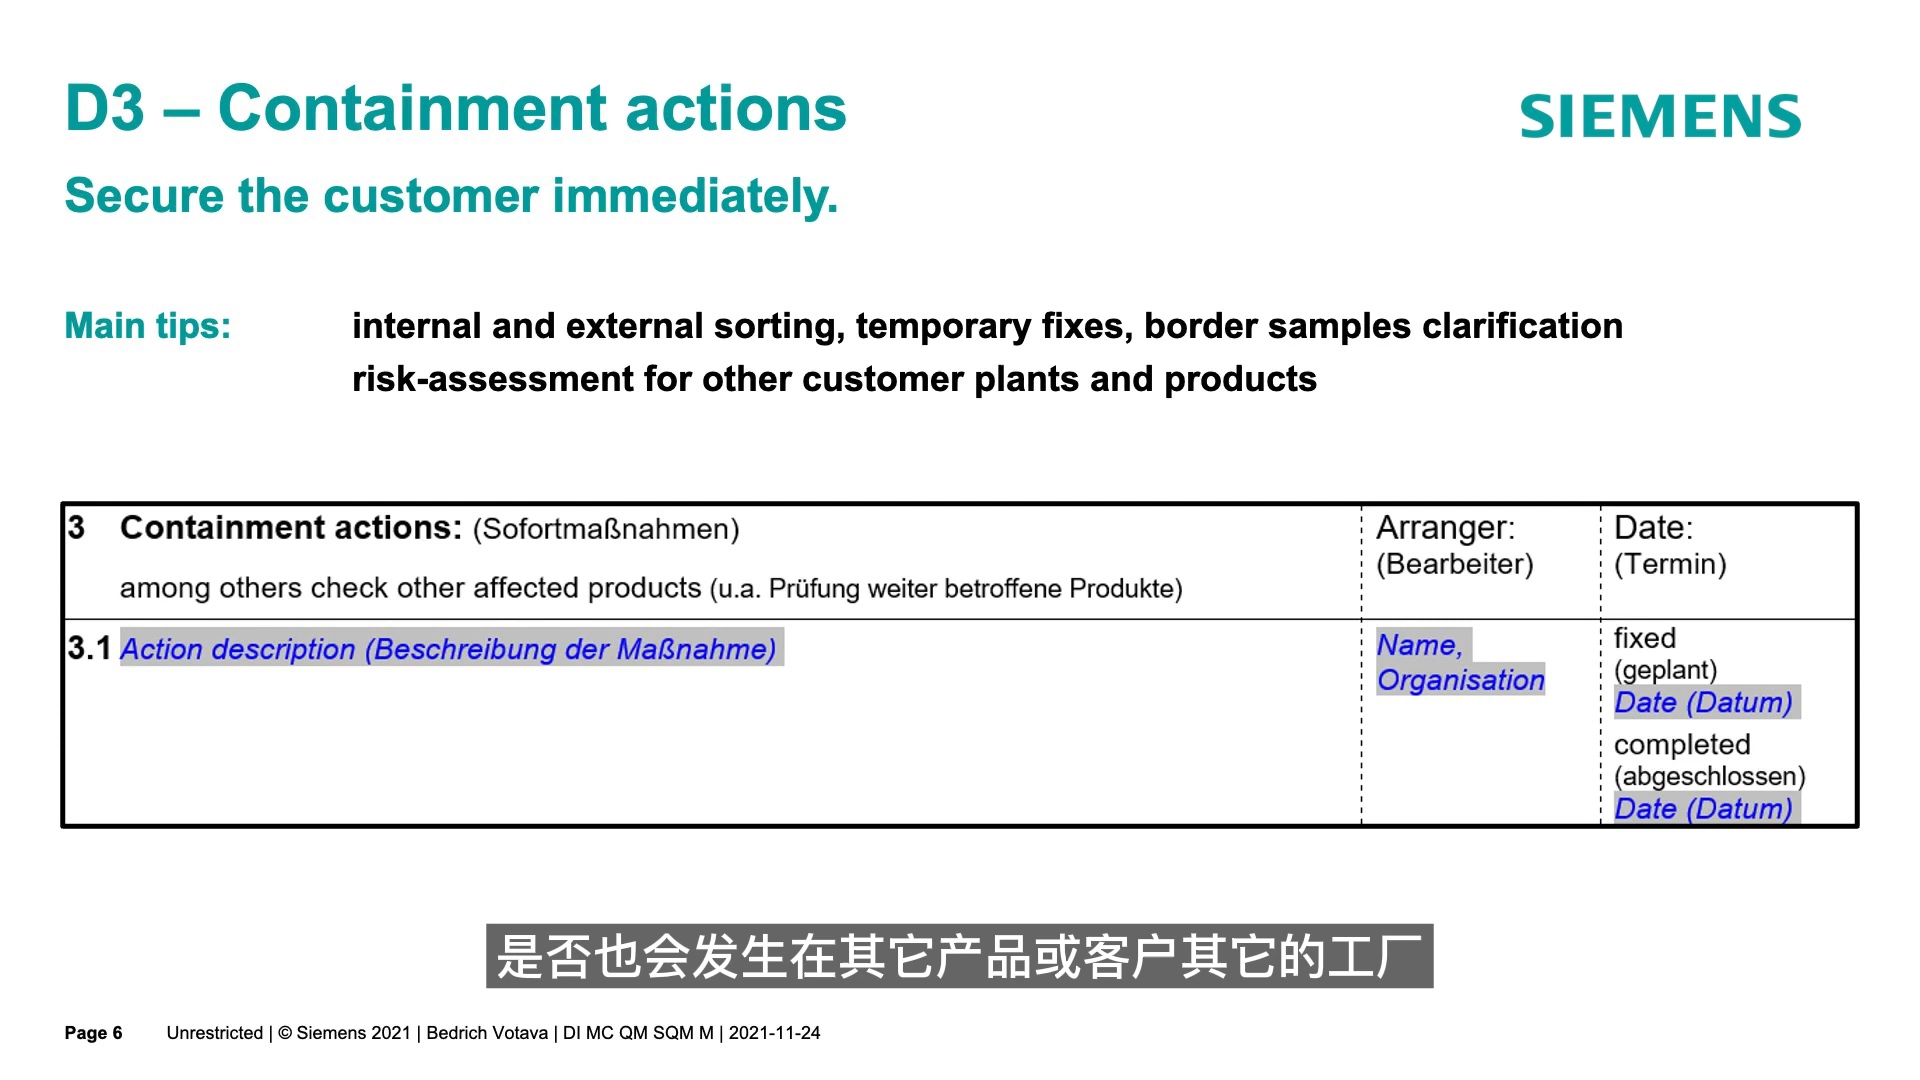 D3 – Containment actions
SIEMENS
Secure the customer immediately.
Main tips: internal and external sorting, temporary fixes, border samples clarification
risk-assessment for other customer plants and products
3 Containment actions: (Sofortmaßnahmen)
among others check other affected products (u.a. Prüfung weiter betroffene Produkte)
Arranger:
(Bearbeiter)
Date:
(Termin)
3.1 Action description (Beschreibung der Maßnahme)
Name,
Organisation
fixed
(geplant)
Date (Datum)
completed
(abgeschlossen)
Date (Datum)
是否也会发生在其它产品或客户其它的工厂
Page 6 Unrestricted | © Siemens 2021 | Bedrich Votava | DI MC QM SQM M | 2021-11-24